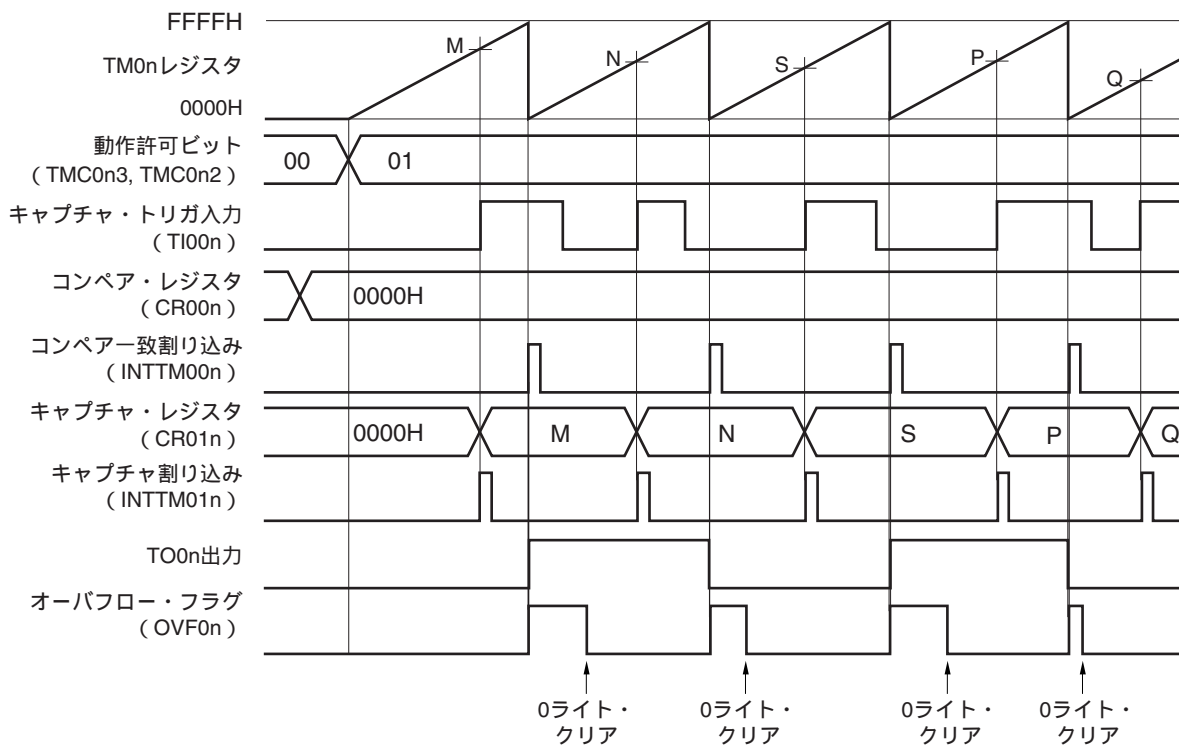 FFFFH
TM0nレジスタ
0000H
M N S P Q
動作許可ビット
(TMC0n3, TMC0n2)
00 01
キャプチャ・トリガ入力
(TI00n)
コンペア・レジスタ
(CR00n)
0000H
コンペア一致割り込み
(INTTM00n)
キャプチャ・レジスタ
(CR01n)
0000H M N S P Q
キャプチャ割り込み
(INTTM01n)
TO0n出力
オーバフロー・フラグ
(OVF0n)
0ライト・ 0ライト・ 0ライト・ 0ライト・
クリア クリア クリア クリア